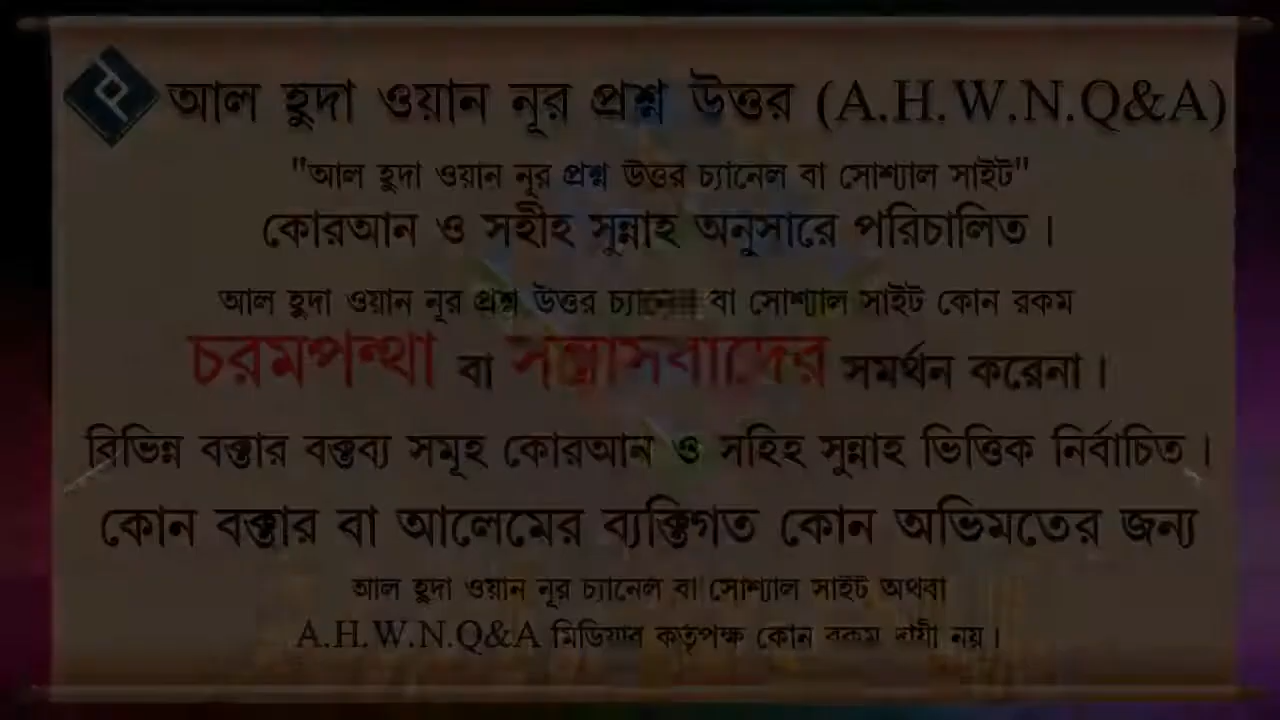 আল হুদা ওয়ান নূর প্রশ্ন উত্তর (A.H.W.N.Q&A)
"আল হুদা ওয়ান নূর প্রশ্ন উত্তর চ্যানেল বা সোশ্যাল সাইট"
কোরআন ও সহীহ সুন্নাহ অনুসারে পরিচালিত।
আল হুদা ওয়ান নূর প্রশ্ন উত্তর চ্যানেল বা সোশ্যাল সাইট কোন রকম
চরমপন্থা বা সন্ত্রাসবাদের সমর্থন করেনা।
বিভিন্ন বক্তার বক্তব্য সমূহ কোরআন ও সহিহ সুন্নাহ ভিত্তিক নির্বাচিত।
কোন বক্তার বা আলেমের ব্যক্তিগত কোন অভিমতের জন্য
আল হুদা ওয়ান নূর চ্যানেল বা সোশ্যাল সাইট অথবা
A.H.W.N.Q&A মিডিয়ার কর্তৃপক্ষ কোন রকম দায়ী নয়।